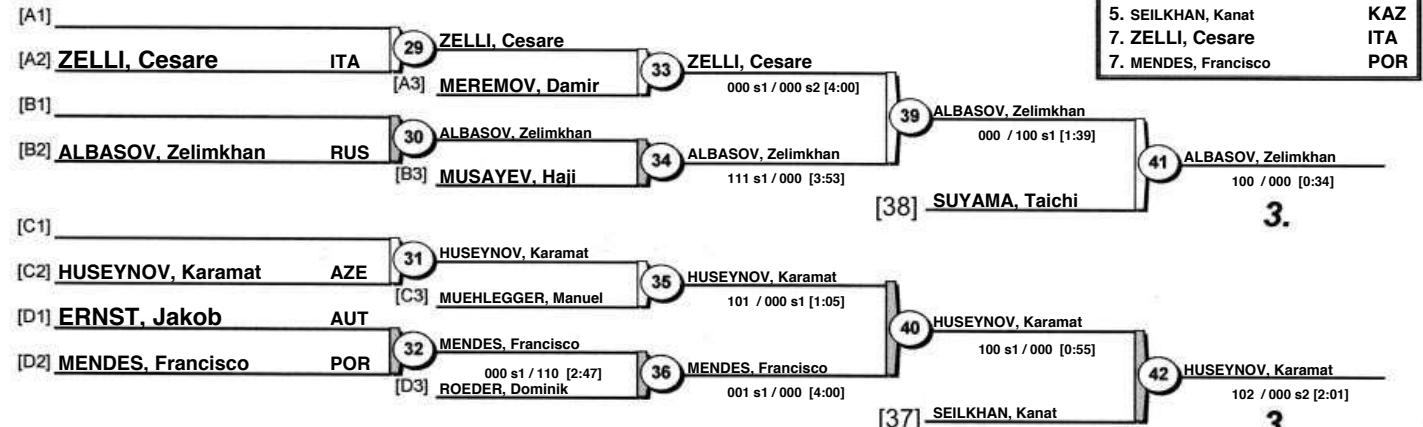 5. SEILKHAN, Kanat KAZ
7. ZELLI, Cesare ITA
7. MENDES, Francisco POR
[A1]
[A2] ZELLI, Cesare ITA
29 ZELLI, Cesare
[A3] MEREMOV, Damir
33 ZELLI, Cesare
000 s1 / 000 s2 [4:00]
[B1]
[B2] ALBASOV, Zelimkhan RUS
30 ALBASOV, Zelimkhan
[B3] MUSAYEV, Haji
34 ALBASOV, Zelimkhan
111 s1 / 000 [3:53]
39 ALBASOV, Zelimkhan
000 / 100 s1 [1:39]
[38] SUYAMA, Taichi
41 ALBASOV, Zelimkhan
100 / 000 [0:34]
3.
[C1]
[C2] HUSEYNOV, Karamat AZE
31 HUSEYNOV, Karamat
[C3] MUEHLEGGER, Manuel
35 HUSEYNOV, Karamat
101 / 000 s1 [1:05]
[D1] ERNST, Jakob AUT
[D2] MENDES, Francisco POR
32 MENDES, Francisco
000 s1 / 110 [2:47]
[D3] ROEDER, Dominik
36 MENDES, Francisco
001 s1 / 000 [4:00]
40 HUSEYNOV, Karamat
100 s1 / 000 [0:55]
[37] SEILKHAN, Kanat
42 HUSEYNOV, Karamat
102 / 000 s2 [2:01]
3.